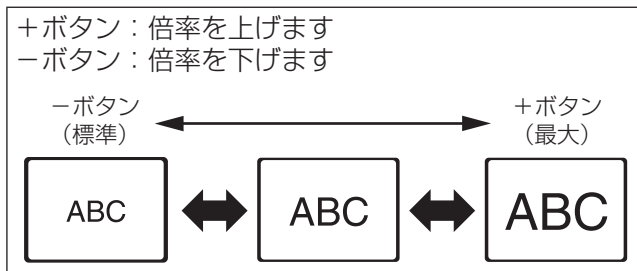 ＋ボタン：倍率を上げます
－ボタン：倍率を下げます
－ボタン
（標準）
＋ボタン
（最大）
ABC
ABC
ABC